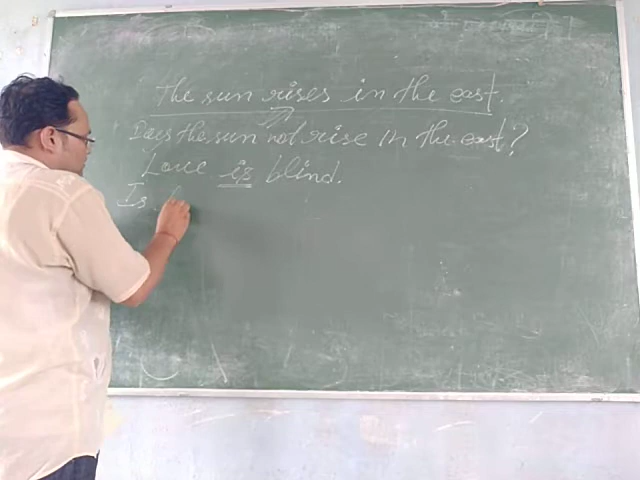 The sun rises in the east.
Does the sun not rise in the east?
Love is blind.
Is